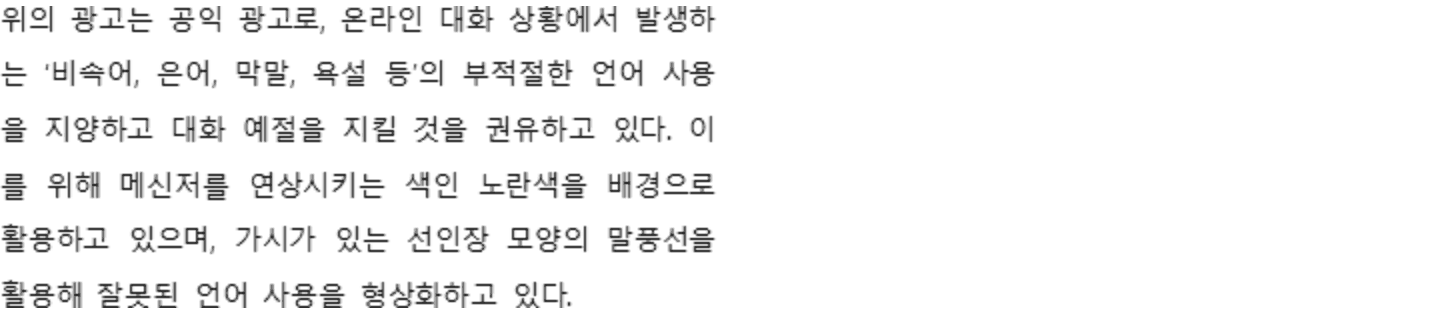 위의 광고는 공익 광고로, 온라인 대화 상황에서 발생하
는 '비속어, 은어, 막말, 욕설 등'의 부적절한 언어 사용
을 지양하고 대화 예절을 지킬 것을 권유하고 있다. 이
를 위해 메신저를 연상시키는 색인 노란색을 배경으로
활용하고 있으며, 가시가 있는 선인장 모양의 말풍선을
활용해 잘못된 언어 사용을 형상화하고 있다.